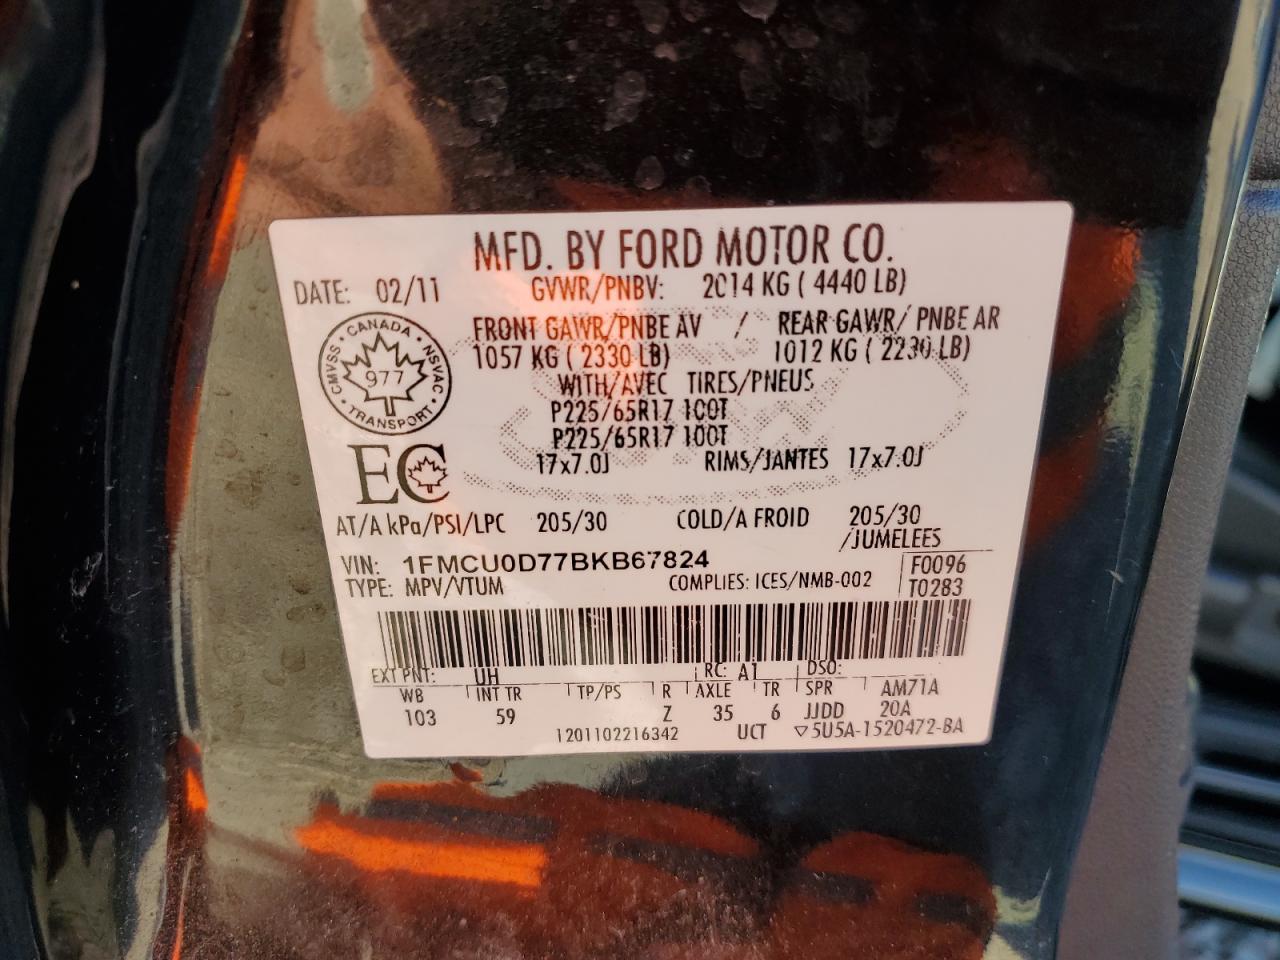 MFD. BY FORD MOTOR CO.
DATE: 02/11 GVWR/PNBV: 2014 KG ( 4440 LB)
FRONT GAWR/PNBE AV / REAR GAWR/ PNBE AR
1057 KG ( 2330 LB) 1012 KG ( 2230 LB)
WITH/AVEC TIRES/PNEUS
P225/65R17 100T
P225/65R17 100T
17x7.0J RIMS/JANTES 17x7.0J
CANADA
CMVSS • NSVAC
977
TRANSPORT
EC
AT/A kPa/PSI/LPC 205/30 COLD/A FROID 205/30
/JUMELEES
VIN: 1FMCU0D77BKB67824 F0096
TYPE: MPV/VTUM COMPLIES: ICES/NMB-002 T0283
EXT PNT: UH RC: A1 DSO:
WB INT TR TP/PS R AXLE TR SPR AM71A
103 59 Z 35 6 JJDD 20A
1201102216342 UCT ▽5U5A-1520472-BA